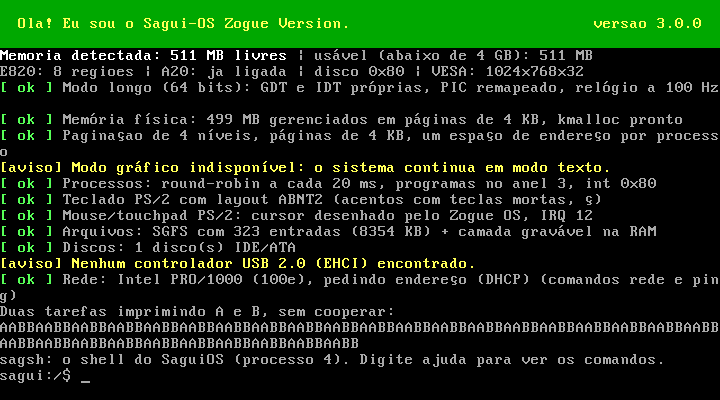 Ola! Eu sou o Sagui-OS Zogue Version. versao 3.0.0
Memoria detectada: 511 MB livres ¦ usável (abaixo de 4 GB): 511 MB
E820: 8 regioes ¦ A20: ja ligada ¦ disco 0x80 ¦ VESA: 1024x768x32
[ ok ] Modo longo (64 bits): GDT e IDT próprias, PIC remapeado, relógio a 100 Hz
[ ok ] Memória física: 499 MB gerenciados em páginas de 4 KB, kmalloc pronto
[ ok ] Paginaçao de 4 níveis, páginas de 4 KB, um espaço de endereço por process
o
[aviso] Modo gráfico indisponível: o sistema continua em modo texto.
[ ok ] Processos: round-robin a cada 20 ms, programas no anel 3, int 0x80
[ ok ] Teclado PS/2 com layout ABNT2 (acentos com teclas mortas, ç)
[ ok ] Mouse/touchpad PS/2: cursor desenhado pelo Zogue OS, IRQ 12
[ ok ] Arquivos: SGFS com 323 entradas (8354 KB) + camada gravável na RAM
[ ok ] Discos: 1 disco(s) IDE/ATA
[aviso] Nenhum controlador USB 2.0 (EHCI) encontrado.
[ ok ] Rede: Intel PRO/1000 (100e), pedindo endereço (DHCP) (comandos rede e pin
g)
Duas tarefas imprimindo A e B, sem cooperar:
AABBAABBAABBAABBAABBAABBAABBAABBAABBAABBAABBAABBAABBAABBAABBAABBAABBAABBAABBAABB
AABBAABBAABBAABBAABBAABBAABBAABBAABBAABB
sagsh: o shell do SaguiOS (processo 4). Digite ajuda para ver os comandos.
sagui:/$ _